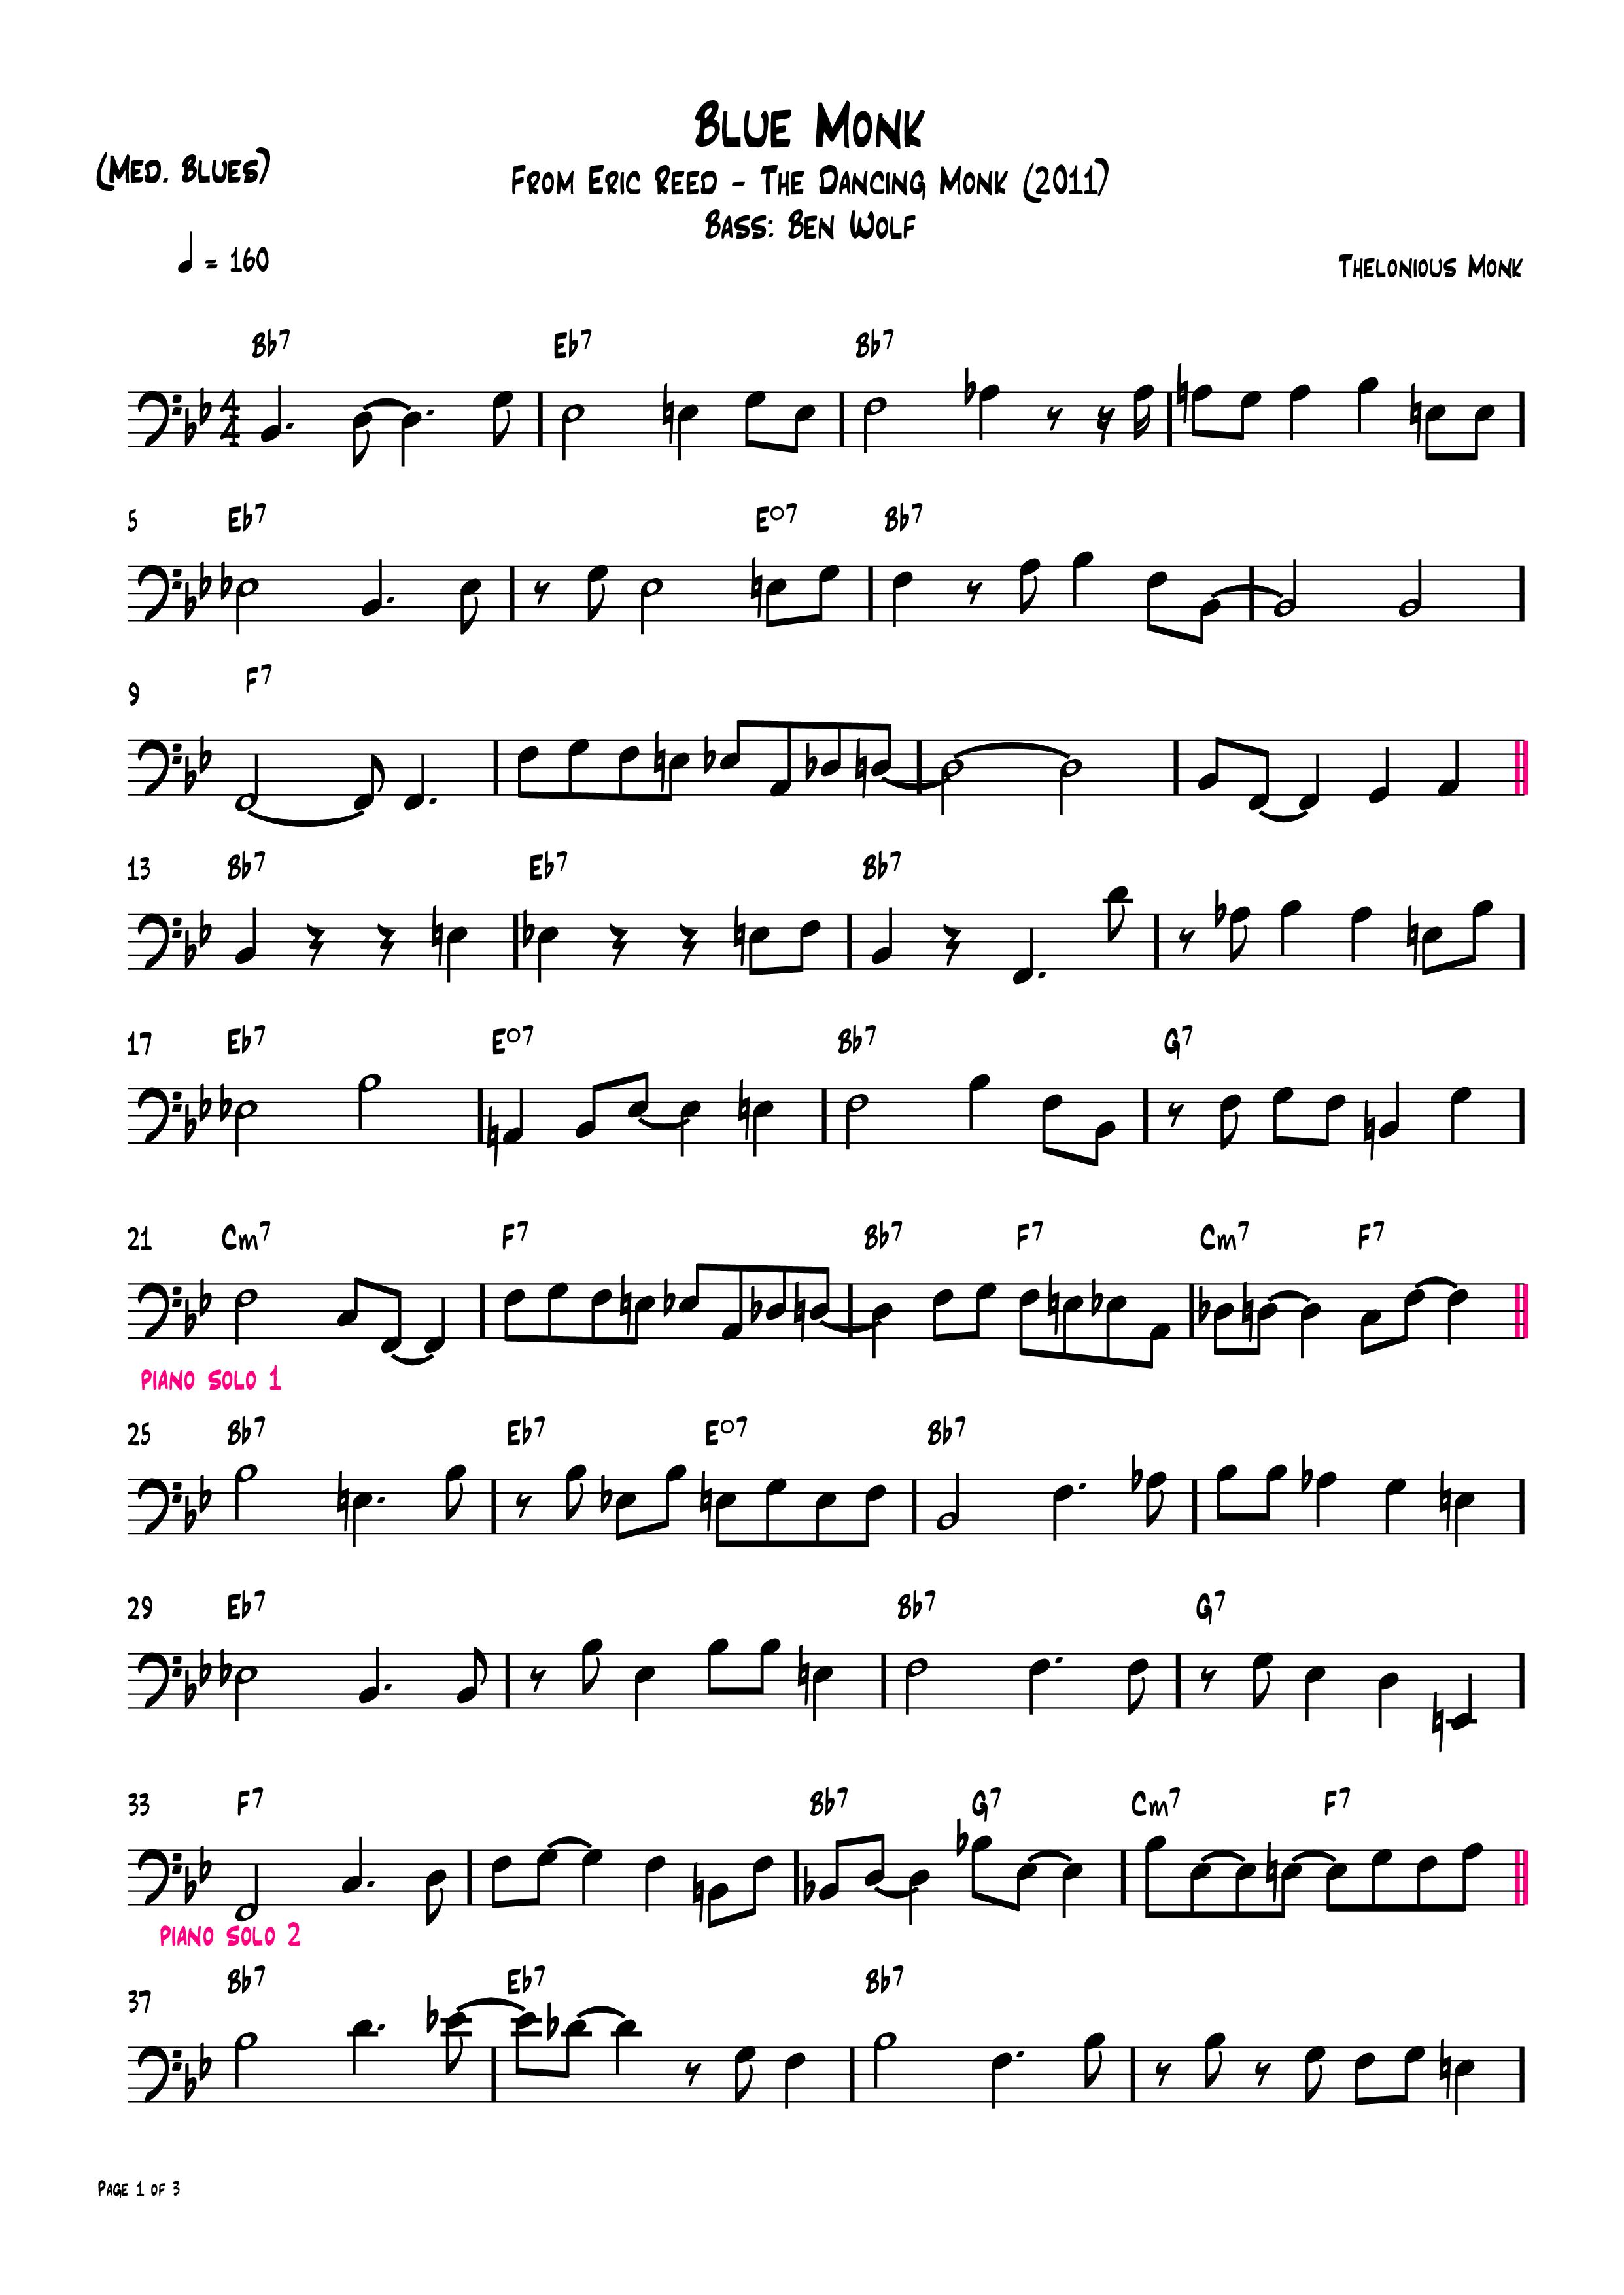 Blue Monk
(Med. Blues)
From Eric Reed - The Dancing Monk (2011)
Bass: Ben Wolf
= 160
Thelonious Monk
Bb7 Eb7 Bb7
5 Eb7 Eo7 Bb7
9 F7
13 Bb7 Eb7 Bb7
17 Eb7 Eo7 Bb7 G7
21 Cm7 F7 Bb7 F7 Cm7 F7
piano solo 1
25 Bb7 Eb7 Eo7 Bb7
29 Eb7 Bb7 G7
33 F7 Bb7 G7 Cm7 F7
piano solo 2
37 Bb7 Eb7 Bb7
Page 1 of 3